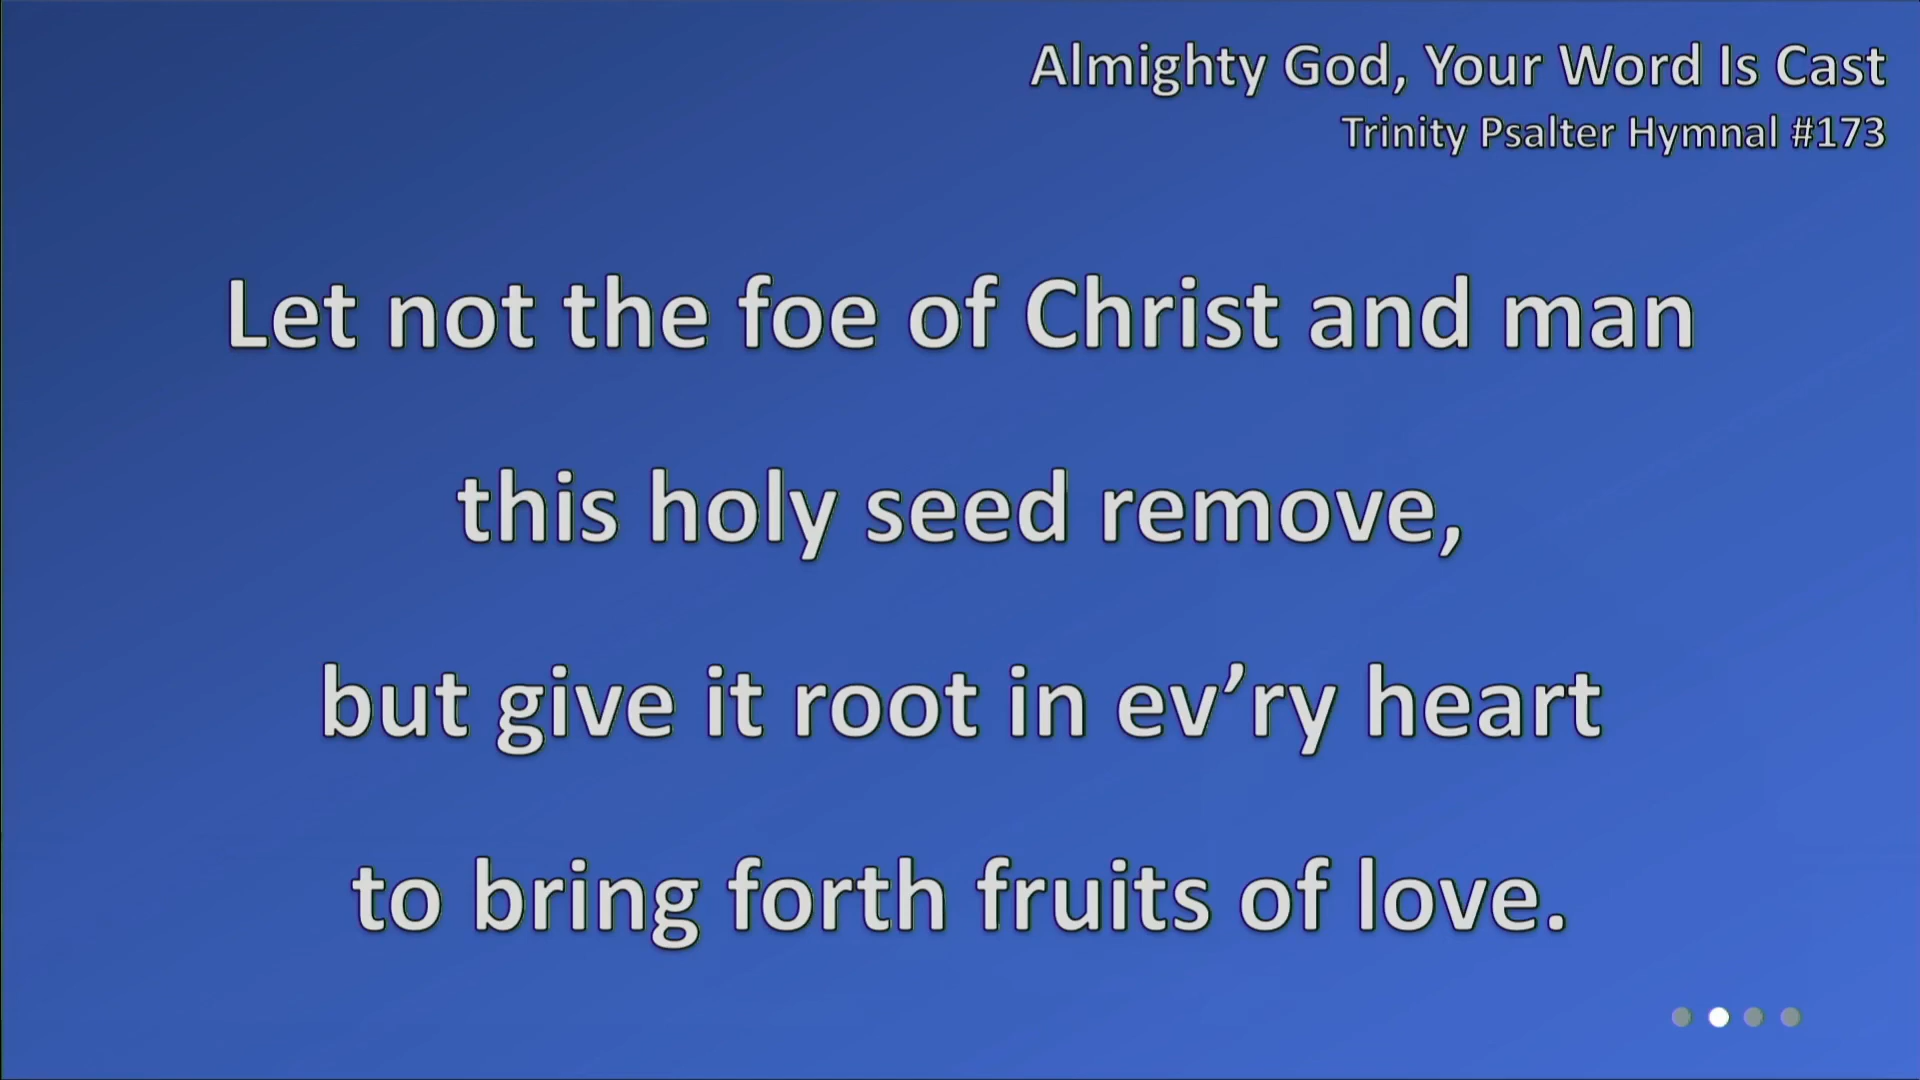 Almighty God, Your Word Is Cast
Trinity Psalter Hymnal #173
Let not the foe of Christ and man
this holy seed remove,
but give it root in ev’ry heart
to bring forth fruits of love.